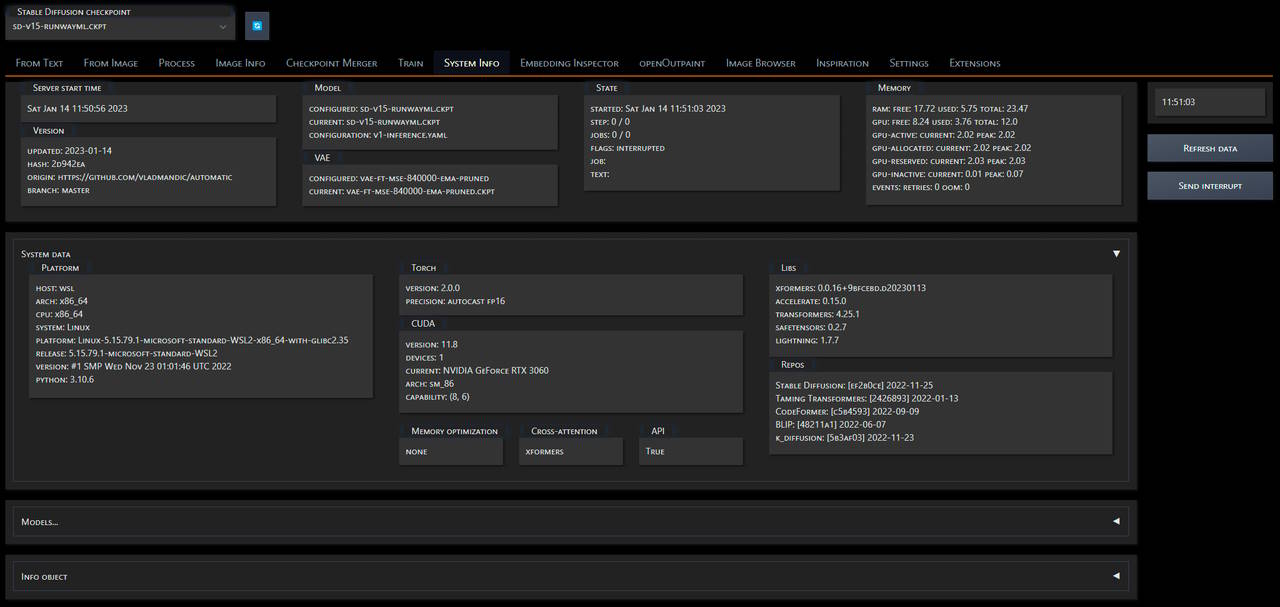 Stable Diffusion checkpoint
sd-v15-runwayml.ckpt
From Text From Image Process Image Info Checkpoint Merger Train System Info Embedding Inspector openOutpaint Image Browser Inspiration Settings Extensions
Server start time
Sat Jan 14 11:50:56 2023
Version
updated: 2023-01-14
hash: 2d942ea
origin: https://github.com/vladmandic/automatic
branch: master
Model
configured: sd-v15-runwayml.ckpt
current: sd-v15-runwayml.ckpt
configuration: v1-inference.yaml
VAE
configured: vae-ft-mse-840000-ema-pruned
current: vae-ft-mse-840000-ema-pruned.ckpt
State
started: Sat Jan 14 11:51:03 2023
step: 0 / 0
jobs: 0 / 0
flags: interrupted
job:
text:
Memory
ram: free: 17.72 used: 5.75 total: 23.47
gpu: free: 8.24 used: 3.76 total: 12.0
gpu-active: current: 2.02 peak: 2.02
gpu-allocated: current: 2.02 peak: 2.02
gpu-reserved: current: 2.03 peak: 2.03
gpu-inactive: current: 0.01 peak: 0.07
events: retries: 0 oom: 0
11:51:03
Refresh data
Send interrupt
System data
Platform
host: wsl
arch: x86_64
cpu: x86_64
system: Linux
platform: Linux-5.15.79.1-microsoft-standard-WSL2-x86_64-with-glibc2.35
release: 5.15.79.1-microsoft-standard-WSL2
version: #1 SMP Wed Nov 23 01:01:46 UTC 2022
python: 3.10.6
Torch
version: 2.0.0
precision: autocast fp16
CUDA
version: 11.8
devices: 1
current: NVIDIA GeForce RTX 3060
arch: sm_86
capability: (8, 6)
Memory optimization
none
Cross-attention
xformers
API
True
Libs
xformers: 0.0.16+9bfcebd.d20230113
accelerate: 0.15.0
transformers: 4.25.1
safetensors: 0.2.7
lightning: 1.7.7
Repos
Stable Diffusion: [ef2b0ce] 2022-11-25
Taming Transformers: [2426893] 2022-01-13
CodeFormer: [c5b4593] 2022-09-09
BLIP: [48211a1] 2022-06-07
k_diffusion: [5b3af03] 2022-11-23
Models...
Info object